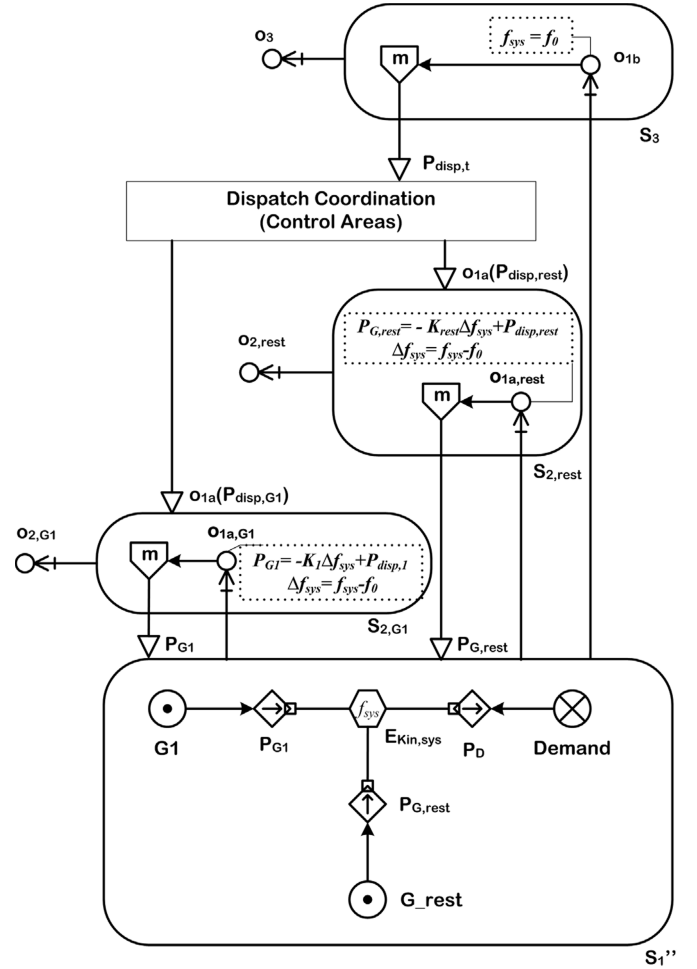 o3
fsys = f0
m
o1b
S3
Pdisp,t
Dispatch Coordination
(Control Areas)
o1a(Pdisp,rest)
PG,rest= - KrestΔfsys+Pdisp,rest
Δfsys= fsys-f0
o2,rest
o1a,rest
m
S2,rest
o1a(Pdisp,G1)
o2,G1
o1a,G1
m
PG1= -K1Δfsys+Pdisp,1
Δfsys= fsys-f0
S2,G1
PG1
PG,rest
fsys
G1
PG1
EKin,sys
PD
Demand
PG,rest
G_rest
S1’’